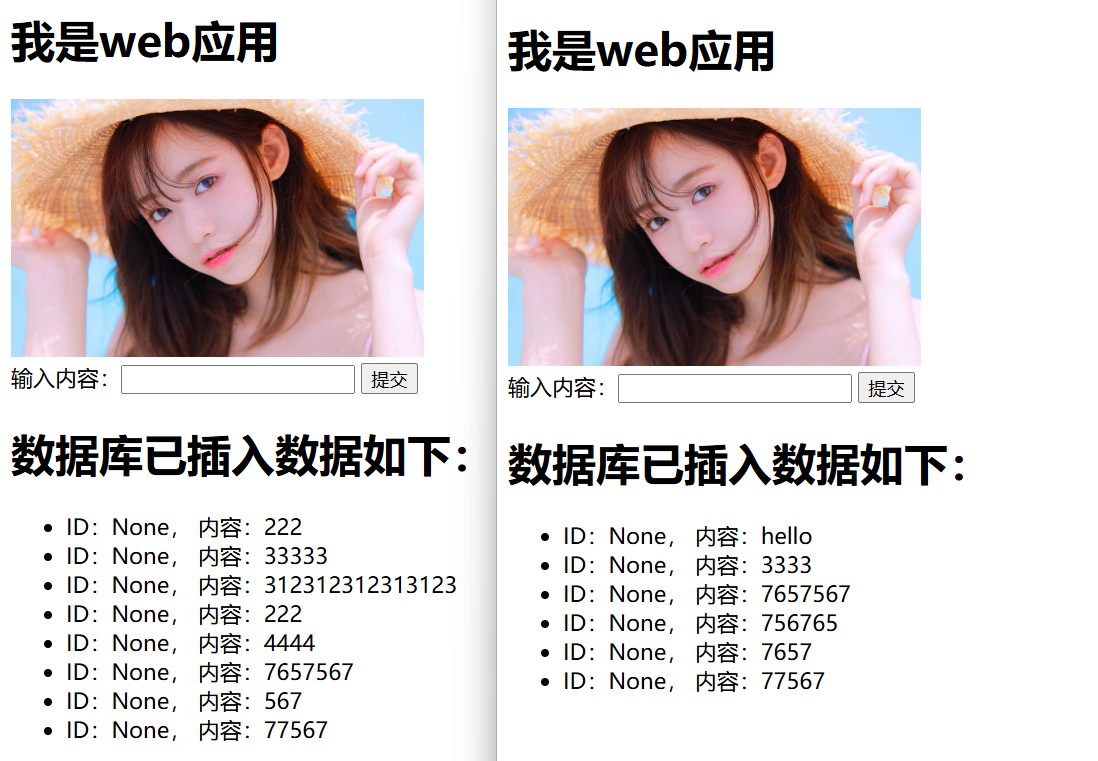 我是web应用
输入内容： 提交
数据库已插入数据如下：
ID：None， 内容：222
ID：None， 内容：33333
ID：None， 内容：312312312313123
ID：None， 内容：222
ID：None， 内容：4444
ID：None， 内容：7657567
ID：None， 内容：567
ID：None， 内容：77567
我是web应用
输入内容： 提交
数据库已插入数据如下：
ID：None， 内容：hello
ID：None， 内容：3333
ID：None， 内容：7657567
ID：None， 内容：756765
ID：None， 内容：7657
ID：None， 内容：77567